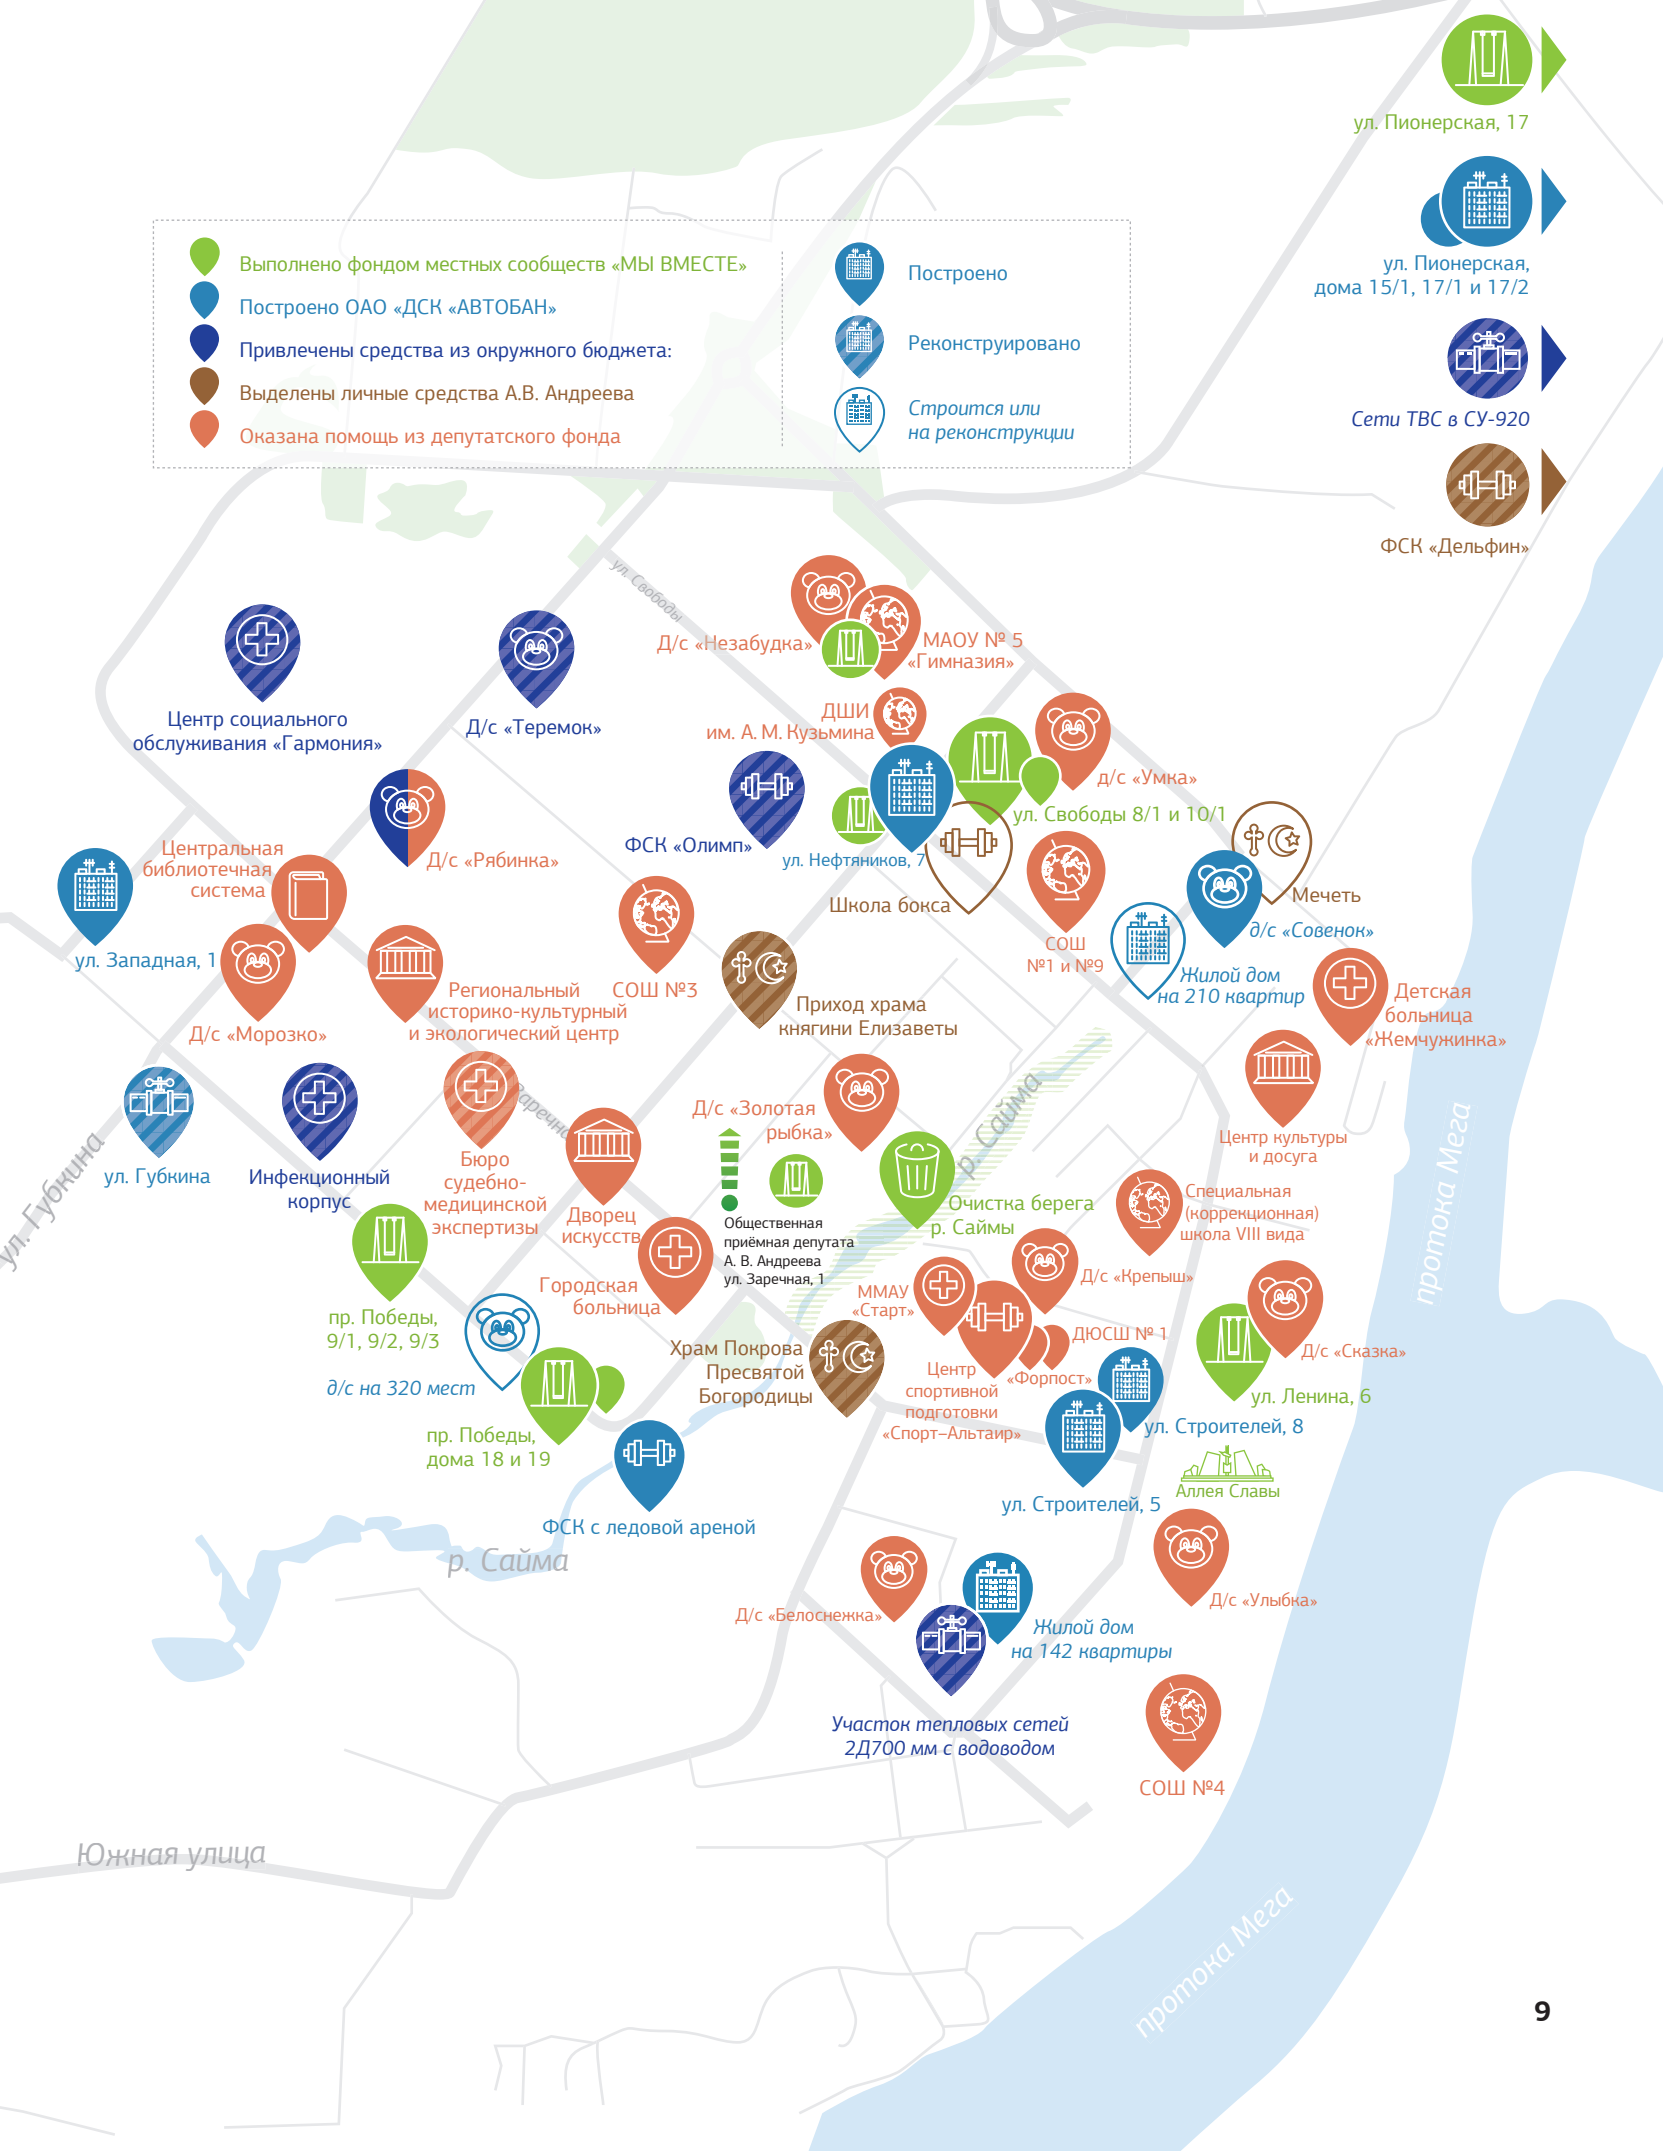 ул. Пионерская, 17
ул. Пионерская,
дома 15/1, 17/1 и 17/2
Сети ТВС в СУ-920
ФСК «Дельфин»
Выполнено фондом местных сообществ «МЫ ВМЕСТЕ»
Построено ОАО «ДСК «АВТОБАН»
Привлечены средства из окружного бюджета:
Выделены личные средства А.В. Андреева
Оказана помощь из депутатского фонда
Построено
Реконструировано
Строится или
на реконструкции
ул. Свободы
Д/с «Незабудка»
МАОУ № 5
«Гимназия»
Центр социального
обслуживания «Гармония»
Д/с «Теремок»
ДШИ
им. А. М. Кузьмина
д/с «Умка»
ул. Свободы 8/1 и 10/1
ФСК «Олимп»
ул. Нефтяников, 7
Д/с «Рябинка»
Центральная
библиотечная
система
Школа бокса
Мечеть
д/с «Совенок»
СОШ
№1 и №9
Жилой дом
на 210 квартир
ул. Западная, 1
Региональный
историко-культурный
и экологический центр
СОШ №3
Приход храма
княгини Елизаветы
Детская
больница
«Жемчужинка»
Д/с «Морозко»
Д/с «Золотая
рыбка»
р. Сайма
протока Мега
Центр культуры
и досуга
ул. Губкина
ул. Губкина
Инфекционный
корпус
Бюро
судебно-
медицинской
экспертизы
Дворец
искусств
Общественная
приёмная депутата
А. В. Андреева
ул. Заречная, 1
Очистка берега
р. Саймы
Специальная
(коррекционная)
школа VIII вида
Городская
больница
ММАУ
«Старт»
Д/с «Крепыш»
пр. Победы,
9/1, 9/2, 9/3
д/с на 320 мест
Храм Покрова
Пресвятой
Богородицы
ДЮСШ № 1
«Форпост»
Центр
спортивной
подготовки
«Спорт–Альтаир»
Д/с «Сказка»
ул. Ленина, 6
ул. Строителей, 8
пр. Победы,
дома 18 и 19
Аллея Славы
ул. Строителей, 5
ФСК с ледовой ареной
р. Сайма
Д/с «Белоснежка»
Д/с «Улыбка»
Жилой дом
на 142 квартиры
Участок тепловых сетей
2Д700 мм с водоводом
СОШ №4
Южная улица
протока Мега
9